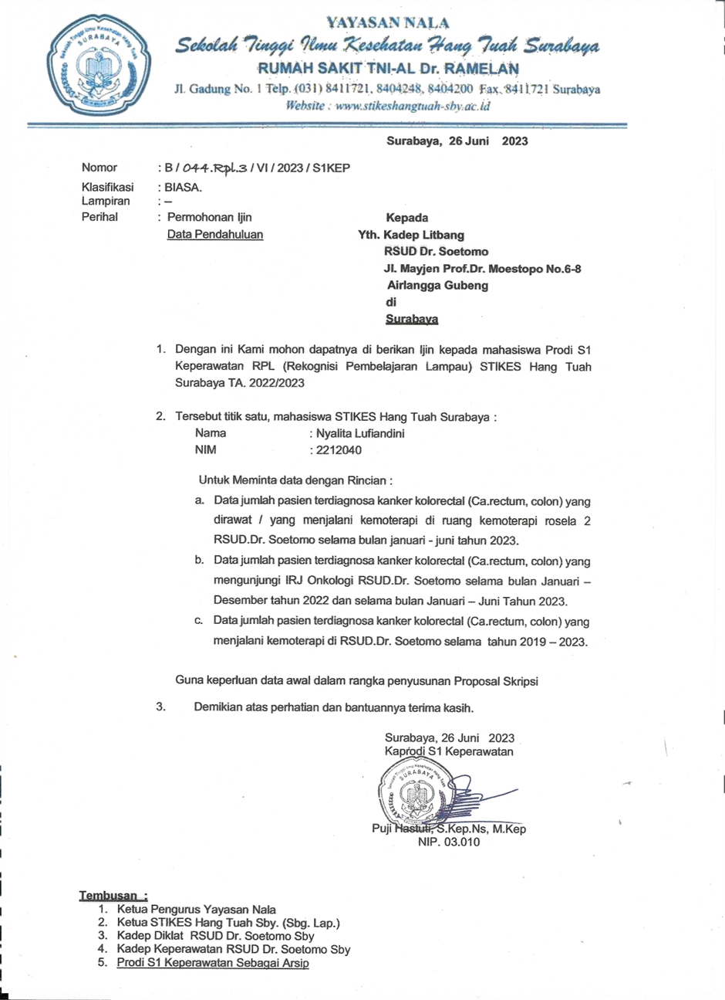 YAYASAN NALA
Sekolah Tinggi Ilmu Kesehatan Hang Tuah Surabaya
RUMAH SAKIT TNI-AL Dr. RAMELAN
Jl. Gadung No. 1 Telp. (031) 8411721, 8404248, 8404200 Fax. 8411721 Surabaya
Website : www.stikeshangtuah-sby.ac.id
Sekolah Tinggi Ilmu Kesehatan Hang Tuah
SURABAYA
Surabaya, 26 Juni 2023
Nomor : B / 044.Rpl.3 / VI / 2023 / S1KEP
Klasifikasi : BIASA.
Lampiran : –
Perihal : Permohonan Ijin
Data Pendahuluan
Kepada
Yth. Kadep Litbang
RSUD Dr. Soetomo
Jl. Mayjen Prof.Dr. Moestopo No.6-8
Airlangga Gubeng
di
Surabaya
1. Dengan ini Kami mohon dapatnya di berikan Ijin kepada mahasiswa Prodi S1
Keperawatan RPL (Rekognisi Pembelajaran Lampau) STIKES Hang Tuah
Surabaya TA. 2022/2023
2. Tersebut titik satu, mahasiswa STIKES Hang Tuah Surabaya :
Nama : Nyalita Lufiandini
NIM : 2212040
Untuk Meminta data dengan Rincian :
a. Data jumlah pasien terdiagnosa kanker kolorectal (Ca.rectum, colon) yang
dirawat / yang menjalani kemoterapi di ruang kemoterapi rosela 2
RSUD.Dr. Soetomo selama bulan januari - juni tahun 2023.
b. Data jumlah pasien terdiagnosa kanker kolorectal (Ca.rectum, colon) yang
mengunjungi IRJ Onkologi RSUD.Dr. Soetomo selama bulan Januari –
Desember tahun 2022 dan selama bulan Januari – Juni Tahun 2023.
c. Data jumlah pasien terdiagnosa kanker kolorectal (Ca.rectum, colon) yang
menjalani kemoterapi di RSUD.Dr. Soetomo selama tahun 2019 – 2023.
Guna keperluan data awal dalam rangka penyusunan Proposal Skripsi
3. Demikian atas perhatian dan bantuannya terima kasih.
Surabaya, 26 Juni 2023
Kaprodi S1 Keperawatan
Sekolah Tinggi Ilmu Kesehatan Hang Tuah
SURABAYA
Puji Hastuti, S.Kep.Ns, M.Kep
NIP. 03.010
Tembusan :
1. Ketua Pengurus Yayasan Nala
2. Ketua STIKES Hang Tuah Sby. (Sbg. Lap.)
3. Kadep Diklat RSUD Dr. Soetomo Sby
4. Kadep Keperawatan RSUD Dr. Soetomo Sby
5. Prodi S1 Keperawatan Sebagai Arsip